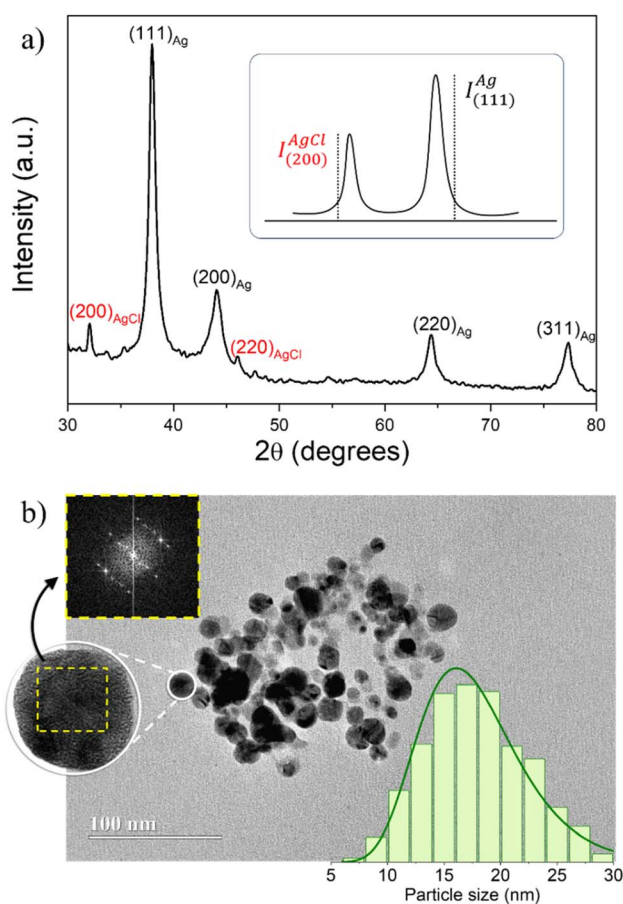 a)
Intensity (a.u.)
(111)Ag
(200)AgCl
(200)Ag
(220)AgCl
(220)Ag
(311)Ag
I(200)AgCl
I(111)Ag
30 40 50 60 70 80
2θ (degrees)
b)
100 nm
5 10 15 20 25 30
Particle size (nm)